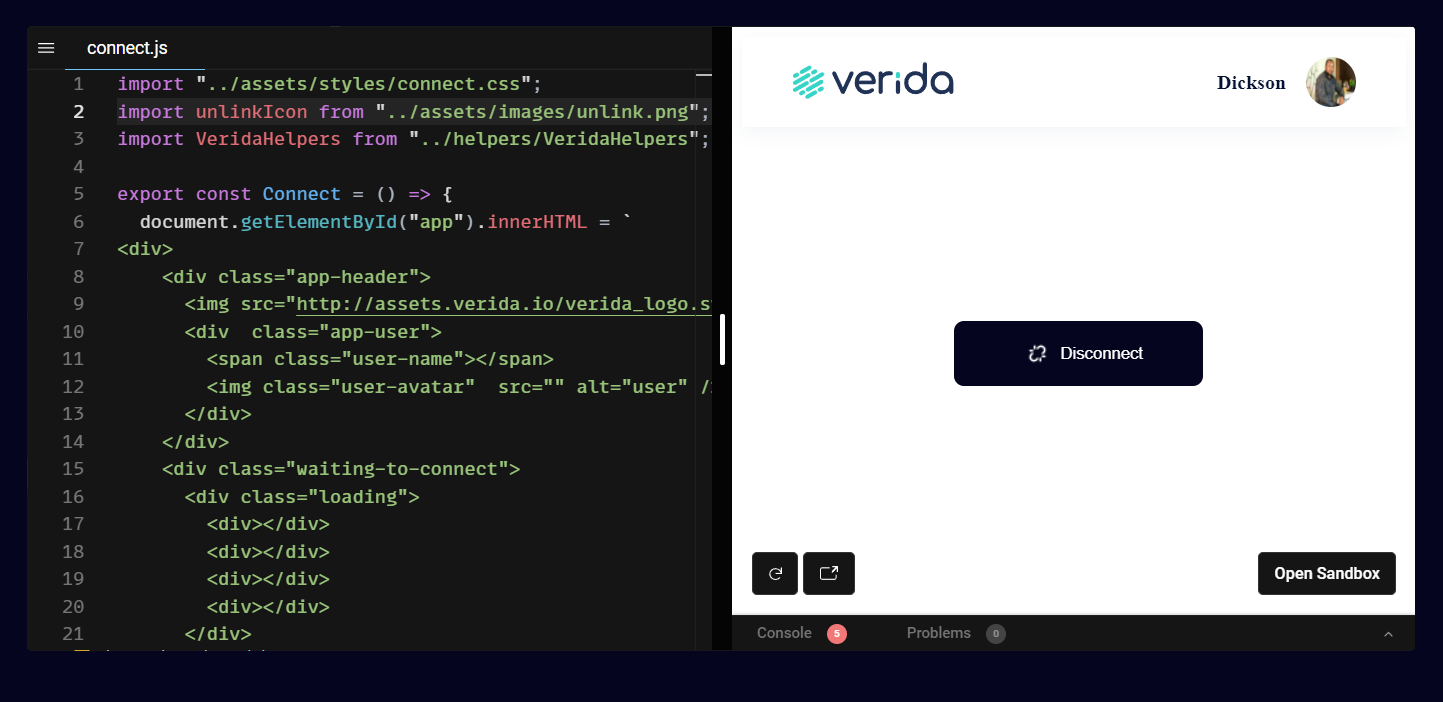 connect.js
1 import "../assets/styles/connect.css";
2 import unlinkIcon from "../assets/images/unlink.png";
3 import VeridaHelpers from "../helpers/VeridaHelpers";
4
5 export const Connect = () => {
6   document.getElementById("app").innerHTML = `
7 <div>
8     <div class="app-header">
9       <img src="http://assets.verida.io/verida_logo.s
10       <div  class="app-user">
11         <span class="user-name"></span>
12         <img class="user-avatar"  src="" alt="user" />
13       </div>
14     </div>
15     <div class="waiting-to-connect">
16       <div class="loading">
17         <div></div>
18         <div></div>
19         <div></div>
20         <div></div>
21       </div>
verida
Dickson
Disconnect
Open Sandbox
Console 5 Problems 0